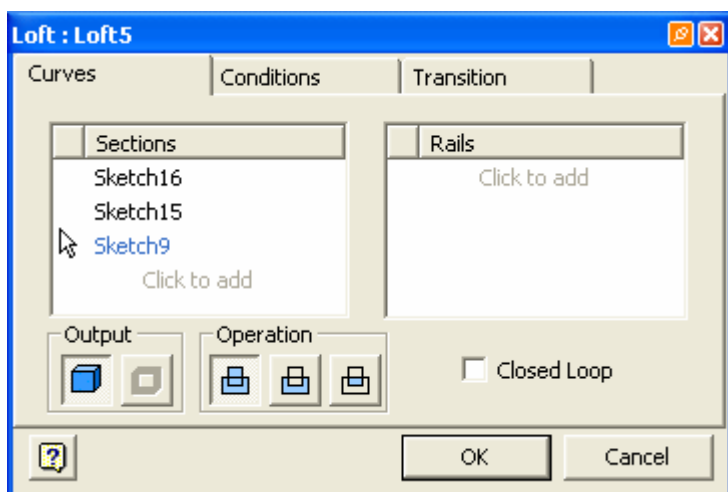 Loft : Loft5
Curves
Conditions
Transition
Sections
Sketch16
Sketch15
Sketch9
Click to add
Rails
Click to add
Output
Operation
Closed Loop
?
OK
Cancel